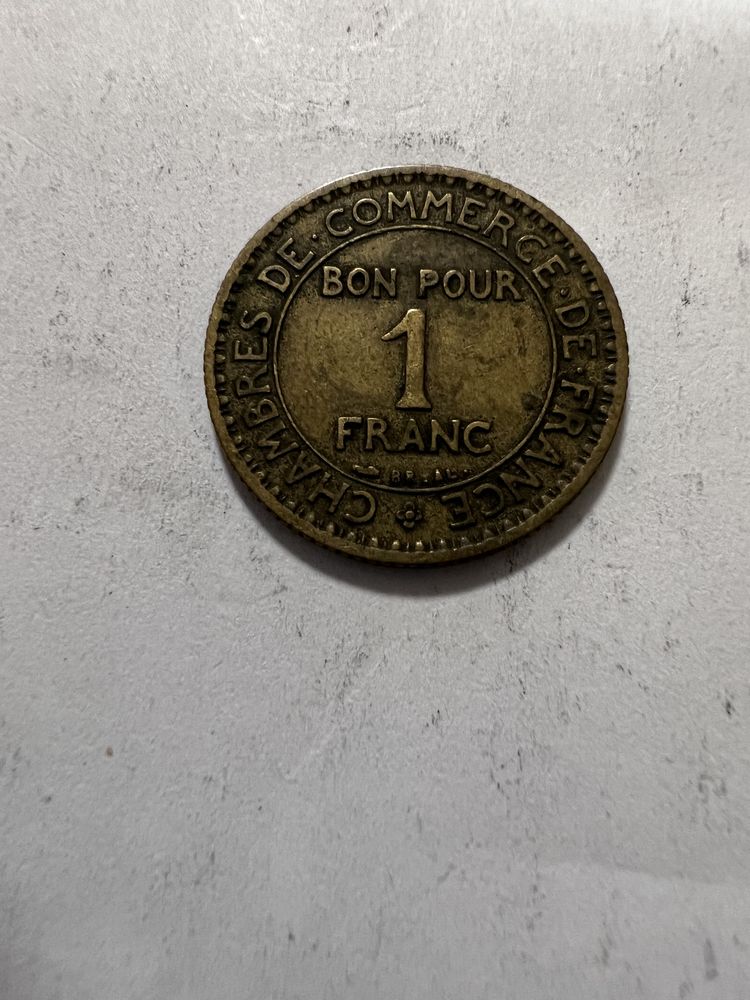 CHAMBRES DE·COMMERCE·DE·FRANCE
BON POUR
1
FRANC